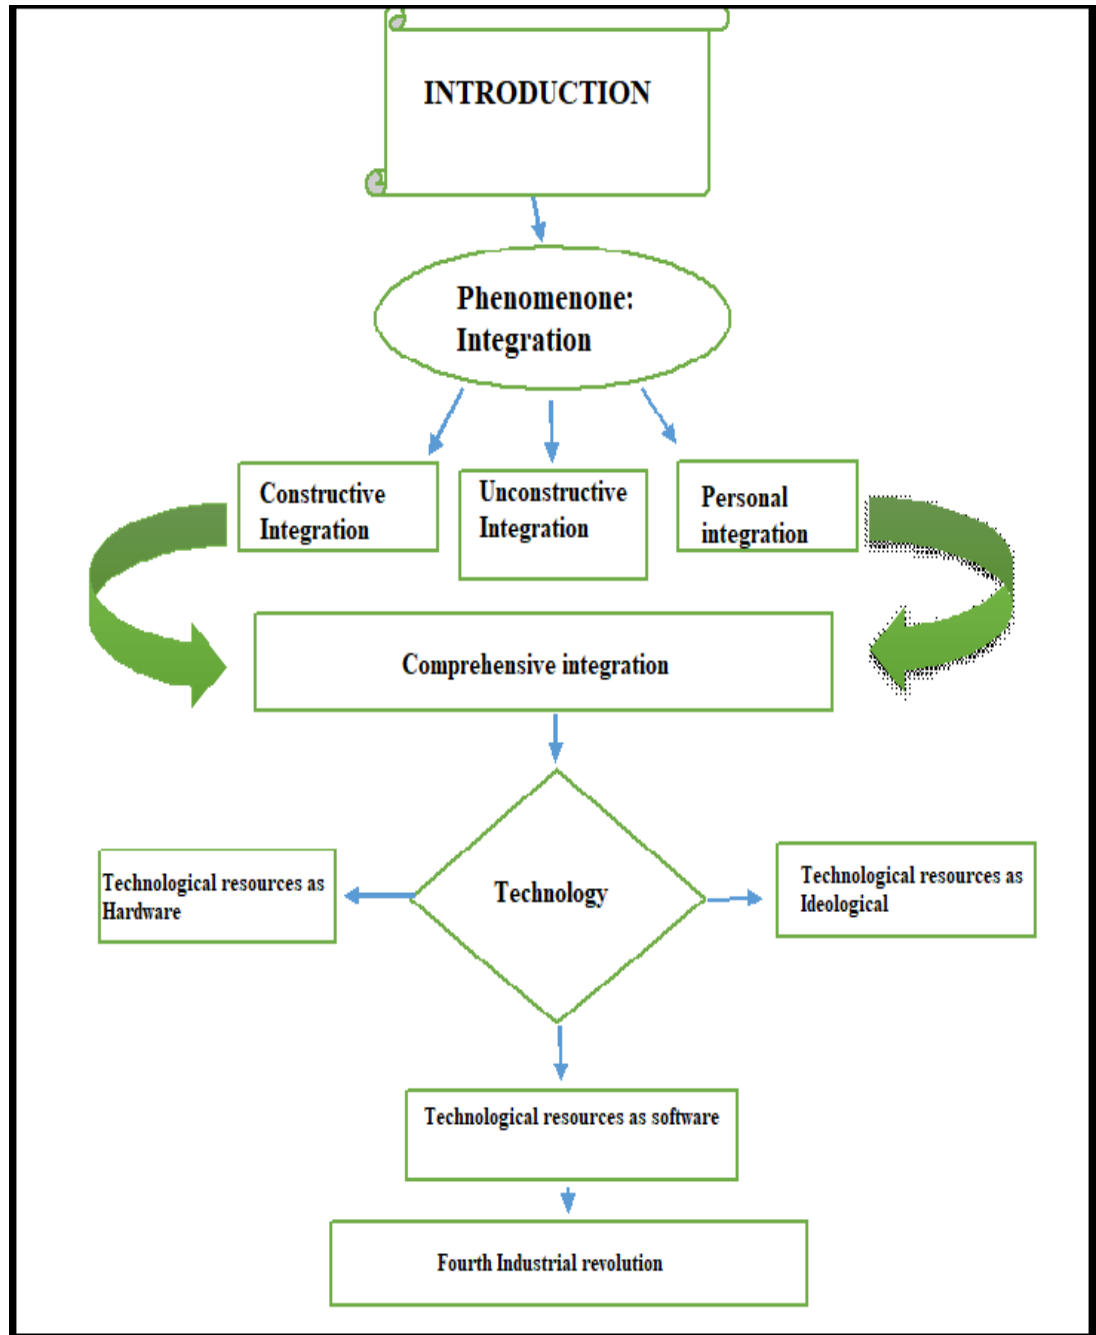 INTRODUCTION
Phenomenone:
Integration
Constructive
Integration
Unconstructive
Integration
Personal
integration
Comprehensive integration
Technology
Technological resources as
Hardware
Technological resources as
Ideological
Technological resources as software
Fourth Industrial revolution